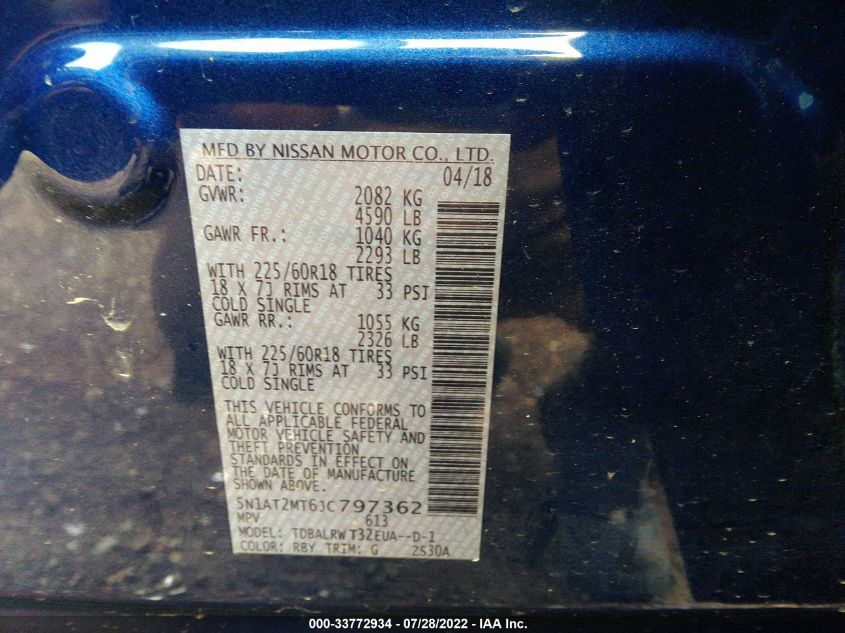 MFD BY NISSAN MOTOR CO., LTD.
DATE: 04/18
GVWR: 2082 KG
4590 LB
GAWR FR.: 1040 KG
2293 LB
WITH 225/60R18 TIRES
18 X 7J RIMS AT 33 PSI
COLD SINGLE
GAWR RR.: 1055 KG
2326 LB
WITH 225/60R18 TIRES
18 X 7J RIMS AT 33 PSI
COLD SINGLE
THIS VEHICLE CONFORMS TO
ALL APPLICABLE FEDERAL
MOTOR VEHICLE SAFETY AND
THEFT PREVENTION
STANDARDS IN EFFECT ON
THE DATE OF MANUFACTURE
SHOWN ABOVE.
5N1AT2MT6JC797362
MPV 613
MODEL: TDBALRWT32EUA--D-1
COLOR: RBY TRIM: G 2S30A
000-33772934 - 07/28/2022 - IAA Inc.